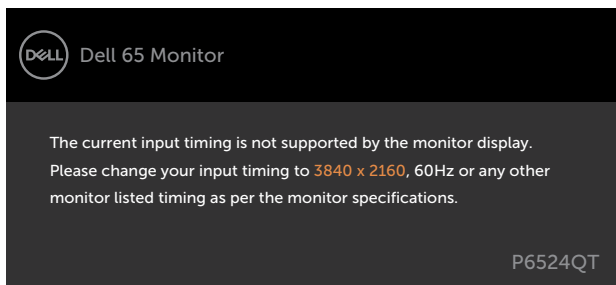 DELL Dell 65 Monitor
The current input timing is not supported by the monitor display.
Please change your input timing to 3840 x 2160, 60Hz or any other
monitor listed timing as per the monitor specifications.
P6524QT